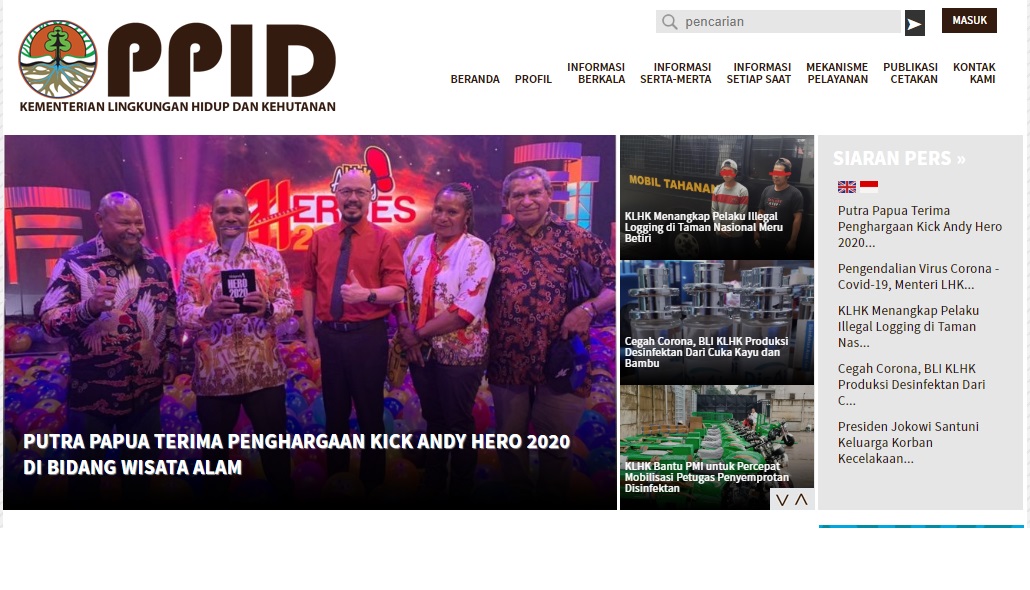 PPID
KEMENTERIAN LINGKUNGAN HIDUP DAN KEHUTANAN
pencarian
MASUK
BERANDA
PROFIL
INFORMASI
BERKALA
INFORMASI
SERTA-MERTA
INFORMASI
SETIAP SAAT
MEKANISME
PELAYANAN
PUBLIKASI
CETAKAN
KONTAK
KAMI
HEROES
HERO
2020
PUTRA PAPUA TERIMA PENGHARGAAN KICK ANDY HERO 2020
DI BIDANG WISATA ALAM
MOBIL TAHANAN
KLHK Menangkap Pelaku Illegal
Logging di Taman Nasional Meru
Betiri
Cegah Corona, BLI KLHK Produksi
Desinfektan Dari Cuka Kayu dan
Bambu
KLHK Bantu PMI untuk Percepat
Mobilisasi Petugas Penyemprotan
Disinfektan
SIARAN PERS »
Putra Papua Terima
Penghargaan Kick Andy Hero
2020...
Pengendalian Virus Corona -
Covid-19, Menteri LHK...
KLHK Menangkap Pelaku
Illegal Logging di Taman
Nas...
Cegah Corona, BLI KLHK
Produksi Desinfektan Dari
C...
Presiden Jokowi Santuni
Keluarga Korban
Kecelakaan...